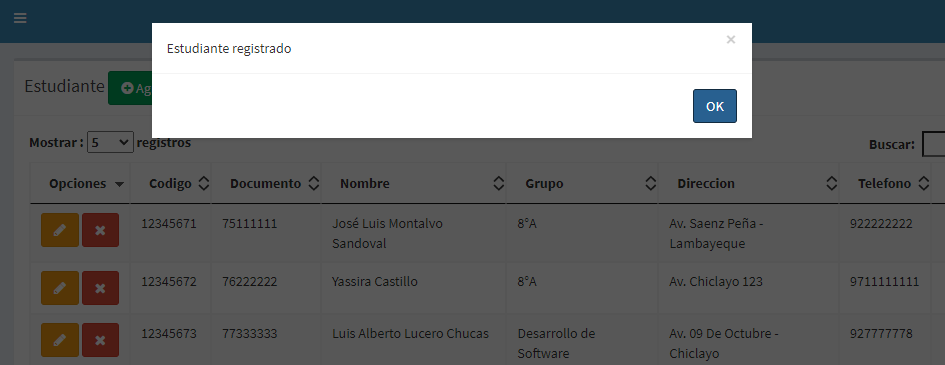 Estudiante registrado
×
OK
Estudiante Ag
Mostrar : 5 registros Buscar:
Opciones Codigo Documento Nombre Grupo Direccion Telefono
12345671 75111111 José Luis Montalvo Sandoval 8°A Av. Saenz Peña - Lambayeque 922222222
12345672 76222222 Yassira Castillo 8°A Av. Chiclayo 123 9711111111
12345673 77333333 Luis Alberto Lucero Chucas Desarrollo de Software Av. 09 De Octubre - Chiclayo 927777778